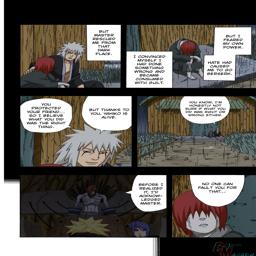 BUT
MASTER
RESCUED ME
FROM
THAT
DARK
PLACE.
I CONVINCED
MYSELF I
HAD DONE
SOMETHING
WRONG AND
BECAME
CONSUMED
WITH GUILT.
BUT I
FEARED
MY OWN
POWER.
HATE HAD
CAUSED ME
TO GO
BERSERK.
YOU
PROTECTED
YOUR
FRIEND...
SO I BELIEVE
WHAT YOU DID
WAS THE RIGHT
THING.
BUT THANKS TO
YOU, YAHIKO IS
ALIVE.
YOU KNOW, I'M
HONESTLY NOT
SURE IF WHAT YOU
DID WAS RIGHT OR
WRONG EITHER.
BEFORE I
REALIZED
IT, I'D
ACKNOW-
LEDGED
MASTER.
NO ONE CAN
FAULT YOU
FOR THAT...